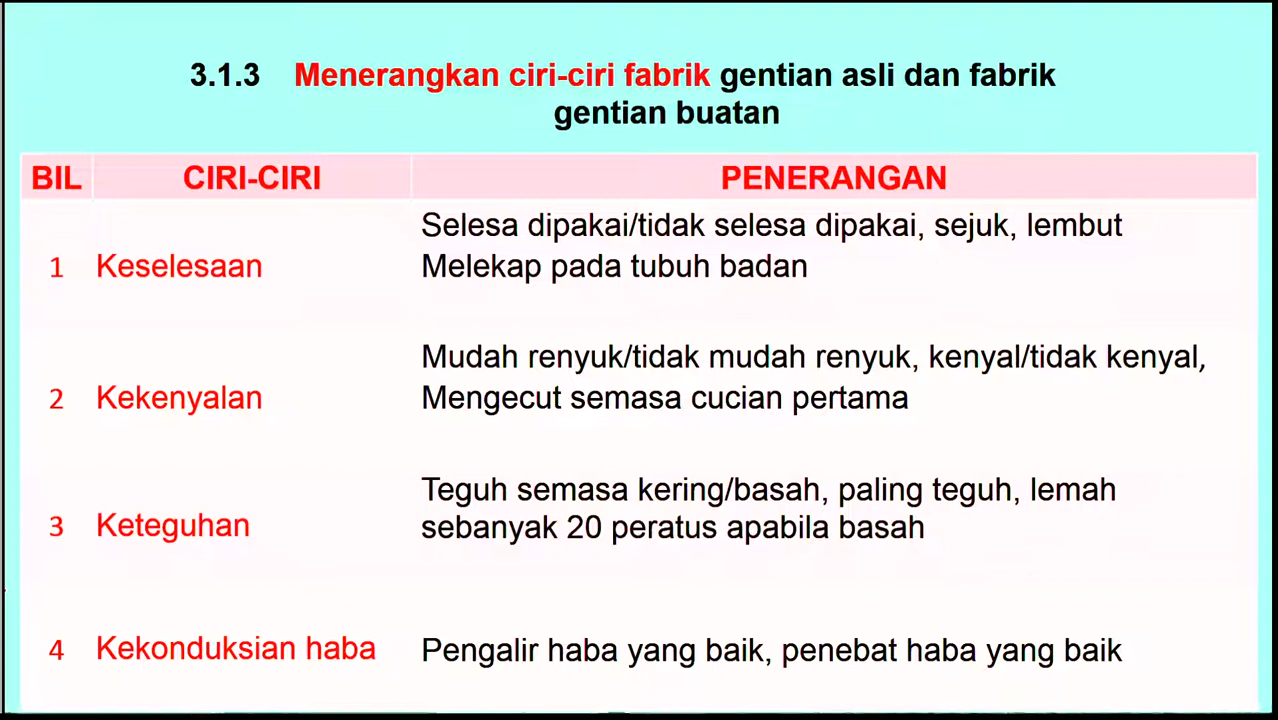 3.1.3 Menerangkan ciri-ciri fabrik gentian asli dan fabrik
gentian buatan
BIL CIRI-CIRI PENERANGAN
1 Keselesaan Selesa dipakai/tidak selesa dipakai, sejuk, lembut
Melekap pada tubuh badan
2 Kekenyalan Mudah renyuk/tidak mudah renyuk, kenyal/tidak kenyal,
Mengecut semasa cucian pertama
3 Keteguhan Teguh semasa kering/basah, paling teguh, lemah
sebanyak 20 peratus apabila basah
4 Kekonduksian haba Pengalir haba yang baik, penebat haba yang baik